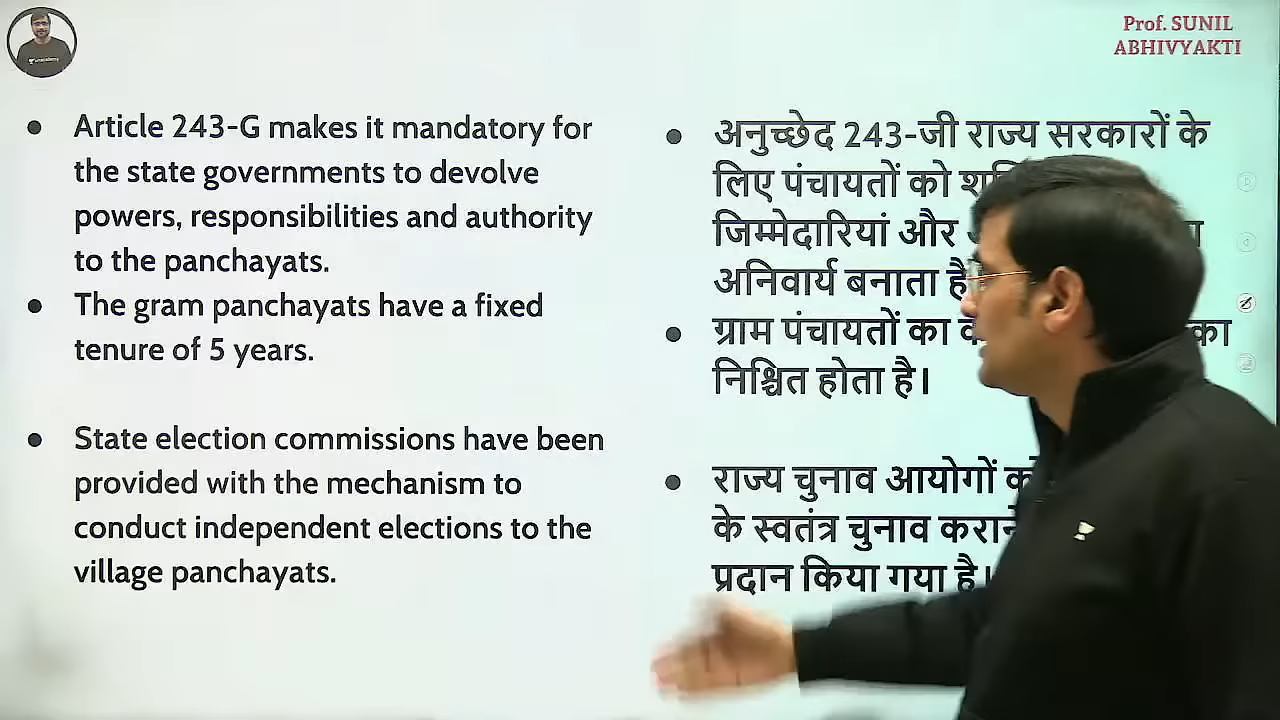 Prof. SUNIL
ABHIVYAKTI
Article 243-G makes it mandatory for
the state governments to devolve
powers, responsibilities and authority
to the panchayats.
The gram panchayats have a fixed
tenure of 5 years.
State election commissions have been
provided with the mechanism to
conduct independent elections to the
village panchayats.
अनुच्छेद 243-जी राज्य सरकारों के
लिए पंचायतों को
जिम्मेदारियां और
अनिवार्य बनाता है
ग्राम पंचायतों का का
निश्चित होता है।
राज्य चुनाव आयोगों को
के स्वतंत्र चुनाव कराने
प्रदान किया गया है।